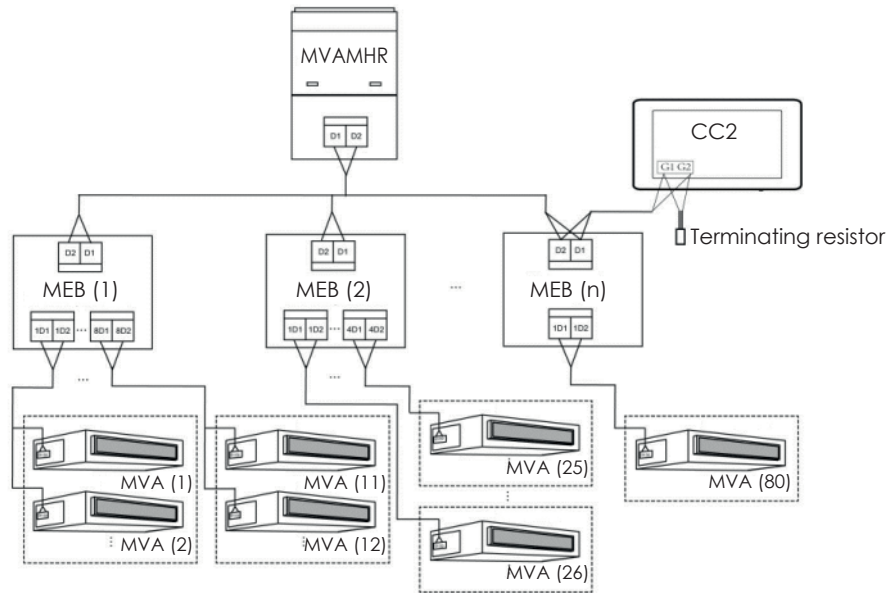 MVAMHR
D1 D2
CC2
G1 G2
Terminating resistor
D2 D1
MEB (1)
1D1 1D2 ... 8D1 8D2
...
D2 D1
MEB (2)
1D1 1D2 ... 4D1 4D2
...
...
D2 D1
MEB (n)
1D1 1D2
MVA (1)
MVA (2)
MVA (11)
MVA (12)
MVA (25)
MVA (26)
MVA (80)